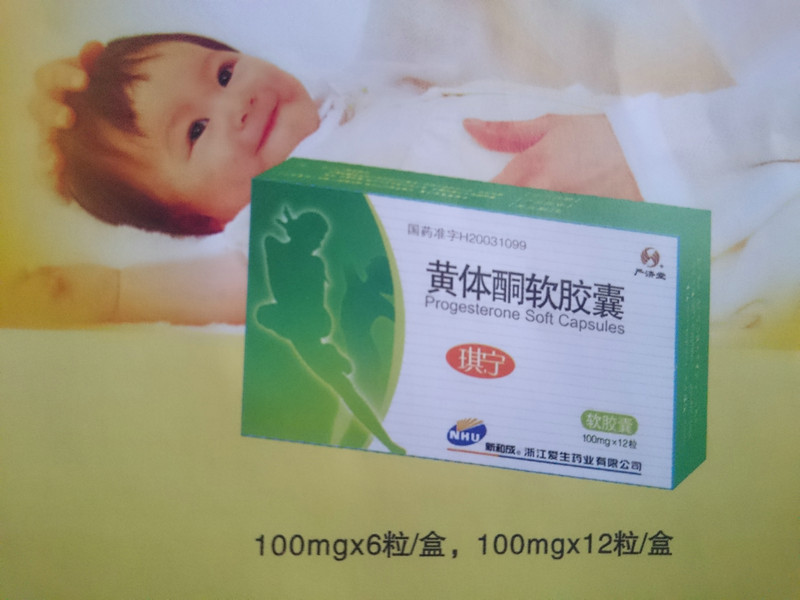 国药准字H20031099
严济堂
黄体酮软胶囊
Progesterone Soft Capsules
琪宁
软胶囊
100mg×12粒
NHU
新和成® 浙江爱生药业有限公司
100mgx6粒/盒，100mgx12粒/盒